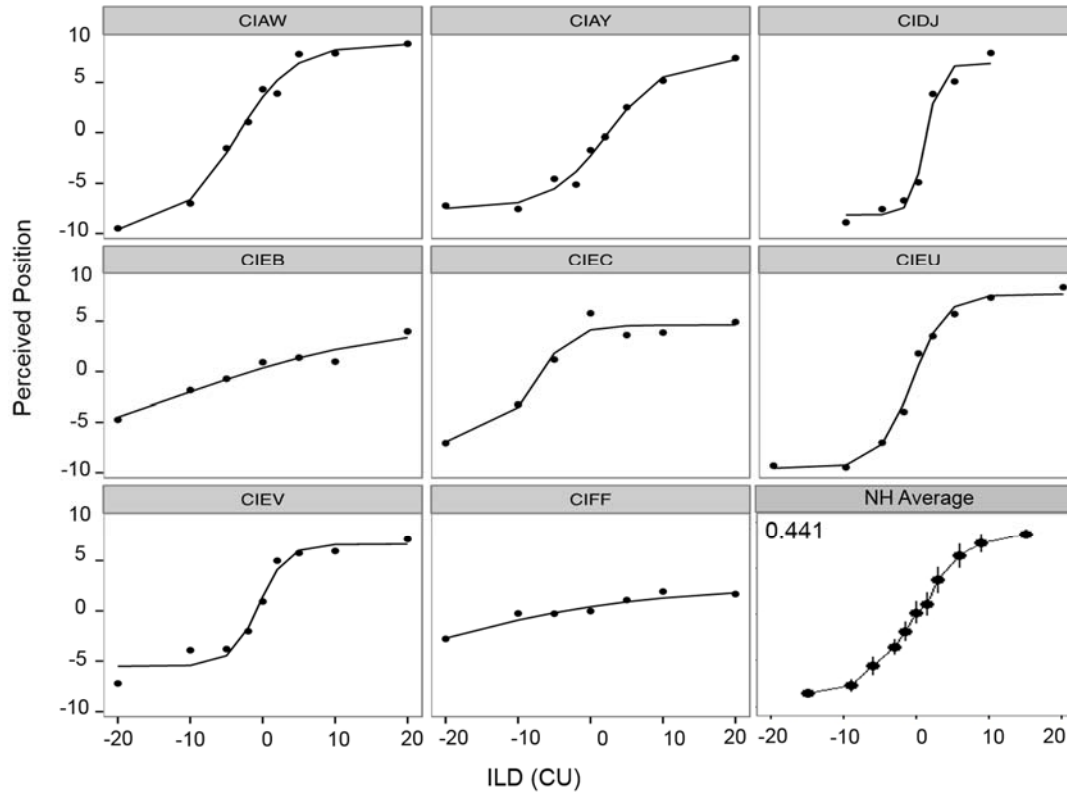 CIAW CIAY CIDJ
10
5
0
-5
-10
CIEB CIEC CIEU
10
5
0
-5
-10
Perceived Position
CIEV CIFF NH Average
0.441
10
5
0
-5
-10
-20 -10 0 10 20 -20 -10 0 10 20 -20 -10 0 10 20
ILD (CU)